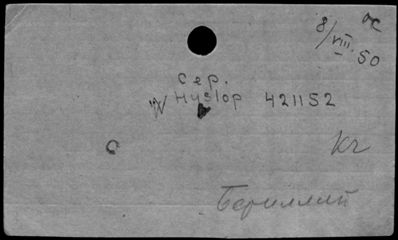 8/VIII 50
Сер.
Hyslop 421152
Кг
Бериллий